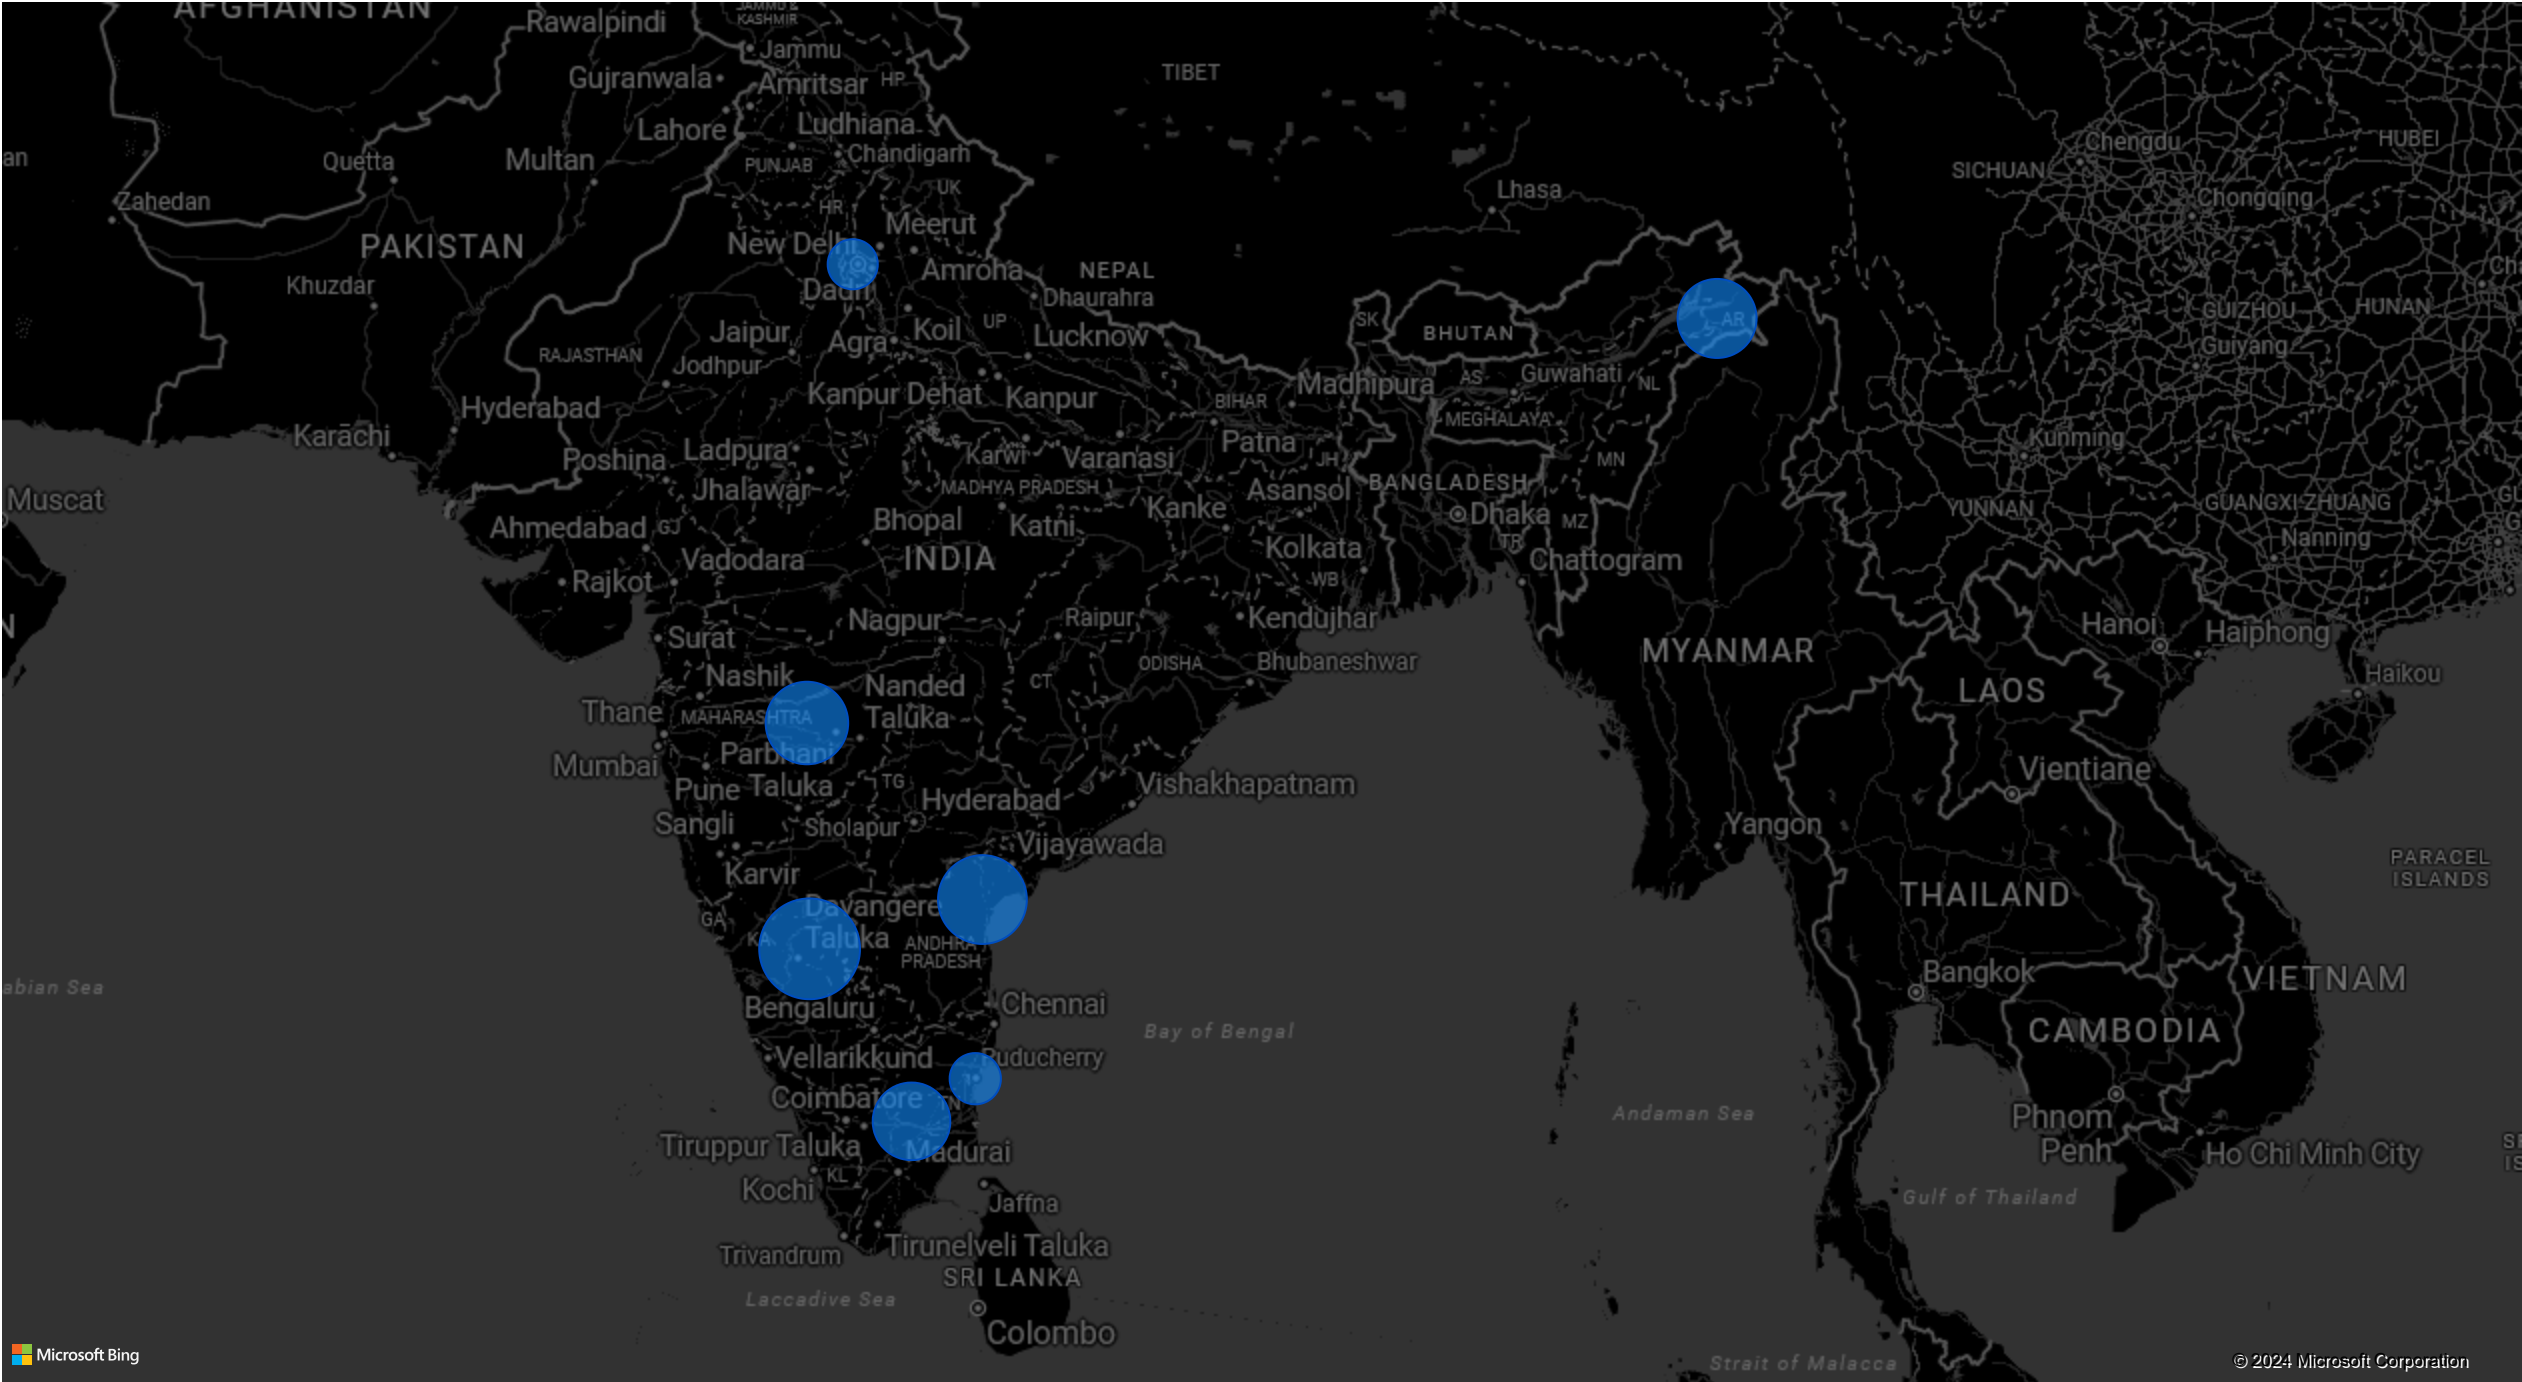 AFGHANISTAN
Rawalpindi
JAMMU &
KASHMIR
Jammu
Gujranwala
Amritsar
HP
TIBET
Lahore
Ludhiana
Chandigarh
PUNJAB
Quetta
Multan
an
Zahedan
UK
HR
Lhasa
Chengdu
HUBEI
SICHUAN
Chongqing
PAKISTAN
New Delhi
Meerut
Amroha
NEPAL
Khuzdar
Dadri
Dhaurahra
Jaipur
Agra
Koil
UP
Lucknow
SK
BHUTAN
AR
GUIZHOU
HUNAN
Guiyang
RAJASTHAN
Jodhpur
Kanpur Dehat
Kanpur
Madhipura
AS
Guwahati
NL
BIHAR
MEGHALAYA
Hyderabad
Karāchi
Ladpura
Poshina
Karwi
Varanasi
Patna
JH
MN
Kunming
Muscat
Jhalawar
MADHYA PRADESH
Asansol
BANGLADESH
Kanke
Dhaka
MZ
YUNNAN
GUANGXI ZHUANG
GU
Ahmedabad
GJ
Bhopal
Katni
TR
Nanning
Vadodara
INDIA
Kolkata
Chattogram
Rajkot
WB
N
Surat
Nagpur
Raipur
Kendujhar
MYANMAR
Hanoi
Haiphong
ODISHA
Bhubaneshwar
Nashik
Nanded
Taluka
CT
LAOS
Haikou
Thane
MAHARASHTRA
Mumbai
Parbhani
Taluka
TG
Vishakhapatnam
Vientiane
Pune
Hyderabad
Sangli
Sholapur
Vijayawada
Yangon
Karvir
PARACEL
ISLANDS
THAILAND
GA
Davangere
Taluka
KA
ANDHRA
PRADESH
abian Sea
Bengaluru
Chennai
Bay of Bengal
Bangkok
VIETNAM
CAMBODIA
Vellarikkund
Puducherry
Coimbatore
TN
Andaman Sea
Phnom
Penh
Ho Chi Minh City
Tiruppur Taluka
Madurai
KL
Kochi
Jaffna
Gulf of Thailand
Trivandrum
Tirunelveli Taluka
SRI LANKA
Laccadive Sea
Colombo
Strait of Malacca
Microsoft Bing
© 2024 Microsoft Corporation